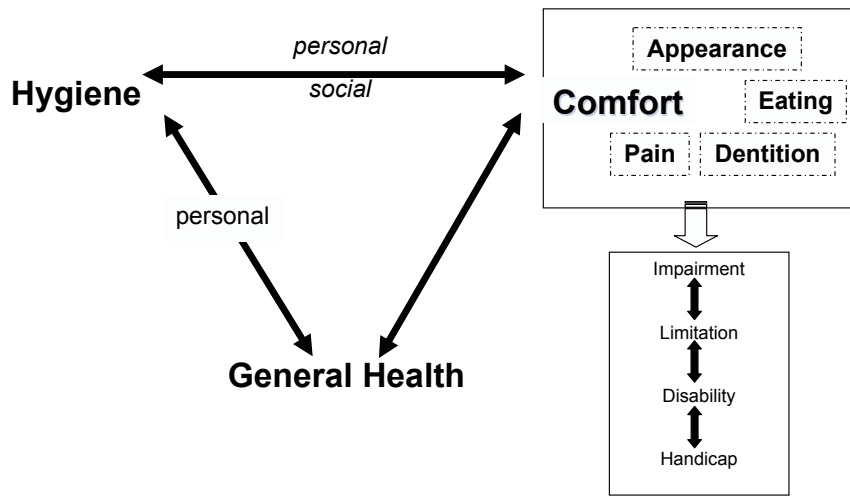 personal
social
Hygiene
Appearance
Comfort
Eating
Pain
Dentition
personal
General Health
Impairment
Limitation
Disability
Handicap